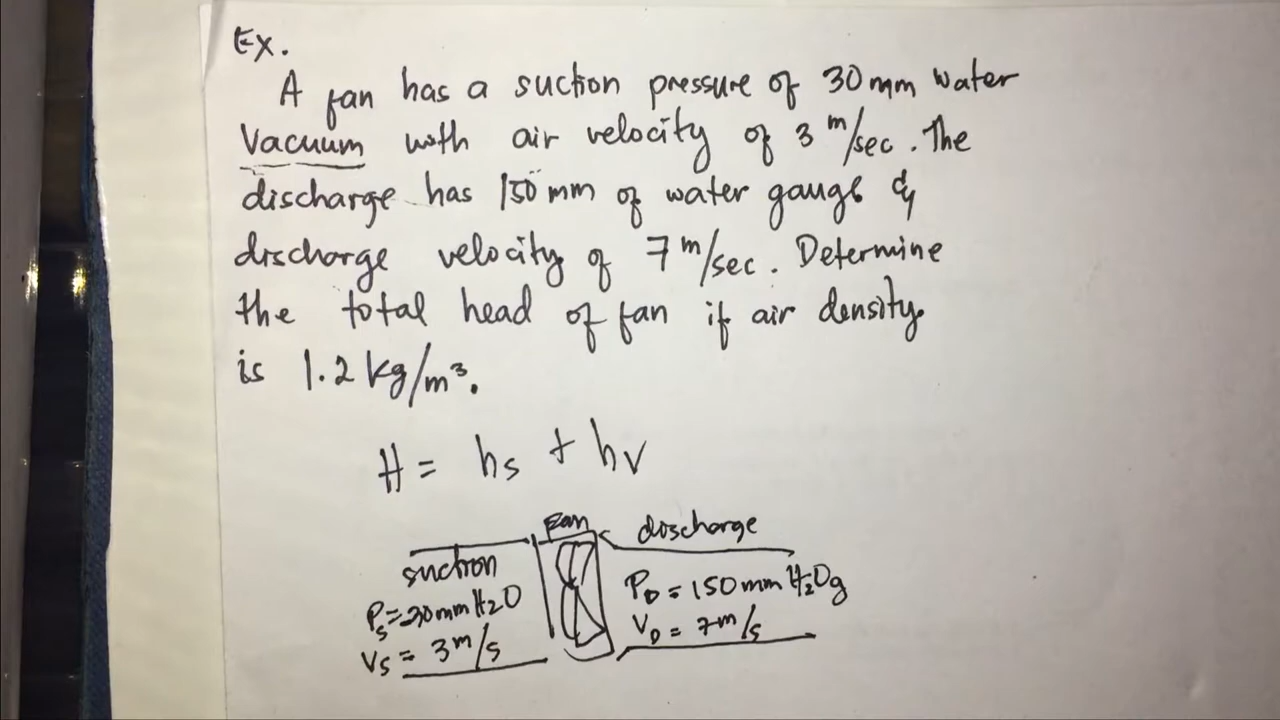 Ex.
A fan has a suction pressure of 30 mm water
Vacuum with air velocity of 3 m/sec. The
discharge has 150 mm of water gauge &
discharge velocity of 7 m/sec. Determine
the total head of fan if air density
is 1.2 kg/m³.
H = hs + hv
Fan
suction
discharge
Ps = 30 mm H2O
PD = 150 mm H2Og
Vs = 3 m/s
VD = 7 m/s